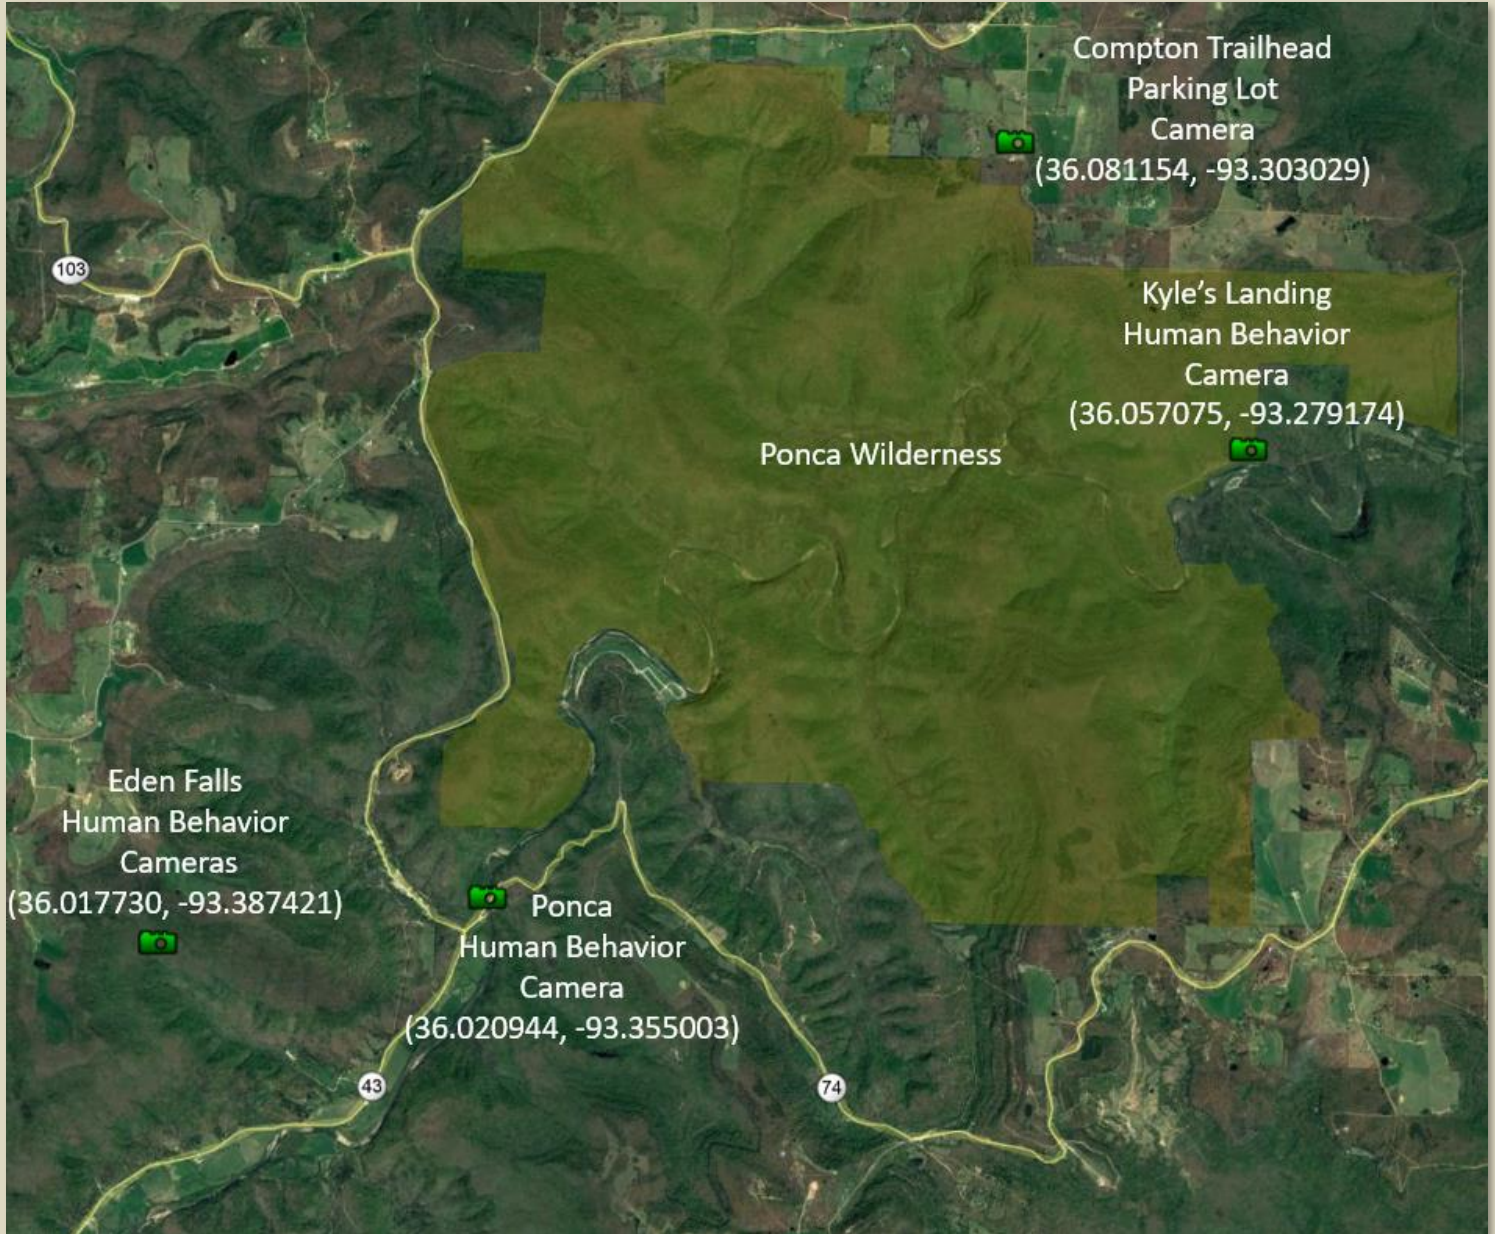 Compton Trailhead
Parking Lot
Camera
(36.081154, -93.303029)
103
Kyle's Landing
Human Behavior
Camera
(36.057075, -93.279174)
Ponca Wilderness
Eden Falls
Human Behavior
Cameras
(36.017730, -93.387421)
Ponca
Human Behavior
Camera
(36.020944, -93.355003)
43
74